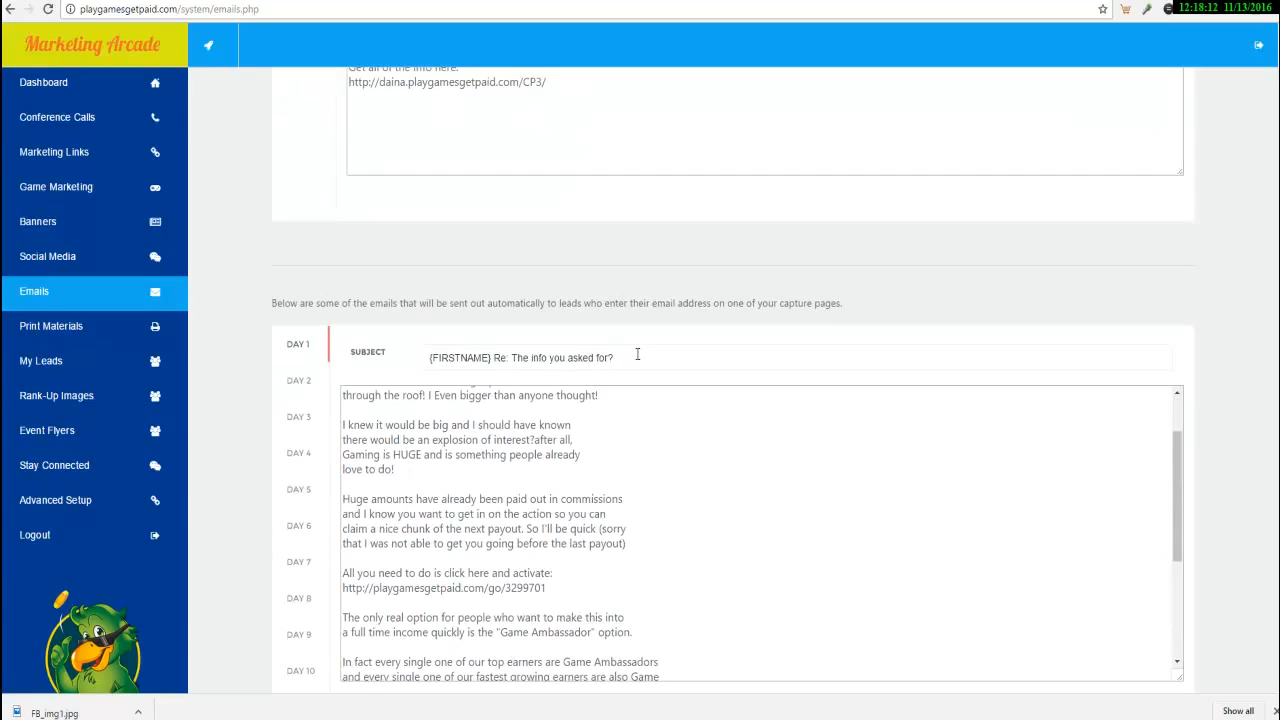 playgamesgetpaid.com/system/emails.php
12:18:12 11/13/2016
Marketing Arcade
Dashboard
Conference Calls
Marketing Links
Game Marketing
Banners
Social Media
Emails
Print Materials
My Leads
Rank-Up Images
Event Flyers
Stay Connected
Advanced Setup
Logout
Get all of the info here:
http://daina.playgamesgetpaid.com/CP3/
Below are some of the emails that will be sent out automatically to leads who enter their email address on one of your capture pages.
DAY 1
DAY 2
DAY 3
DAY 4
DAY 5
DAY 6
DAY 7
DAY 8
DAY 9
DAY 10
SUBJECT
{FIRSTNAME} Re: The info you asked for?
through the roof! I Even bigger than anyone thought!
I knew it would be big and I should have known
there would be an explosion of interest?after all,
Gaming is HUGE and is something people already
love to do!
Huge amounts have already been paid out in commissions
and I know you want to get in on the action so you can
claim a nice chunk of the next payout. So I'll be quick (sorry
that I was not able to get you going before the last payout)
All you need to do is click here and activate:
http://playgamesgetpaid.com/go/3299701
The only real option for people who want to make this into
a full time income quickly is the "Game Ambassador" option.
In fact every single one of our top earners are Game Ambassadors
and every single one of our fastest growing earners are also Game
FB_img1.jpg
Show all